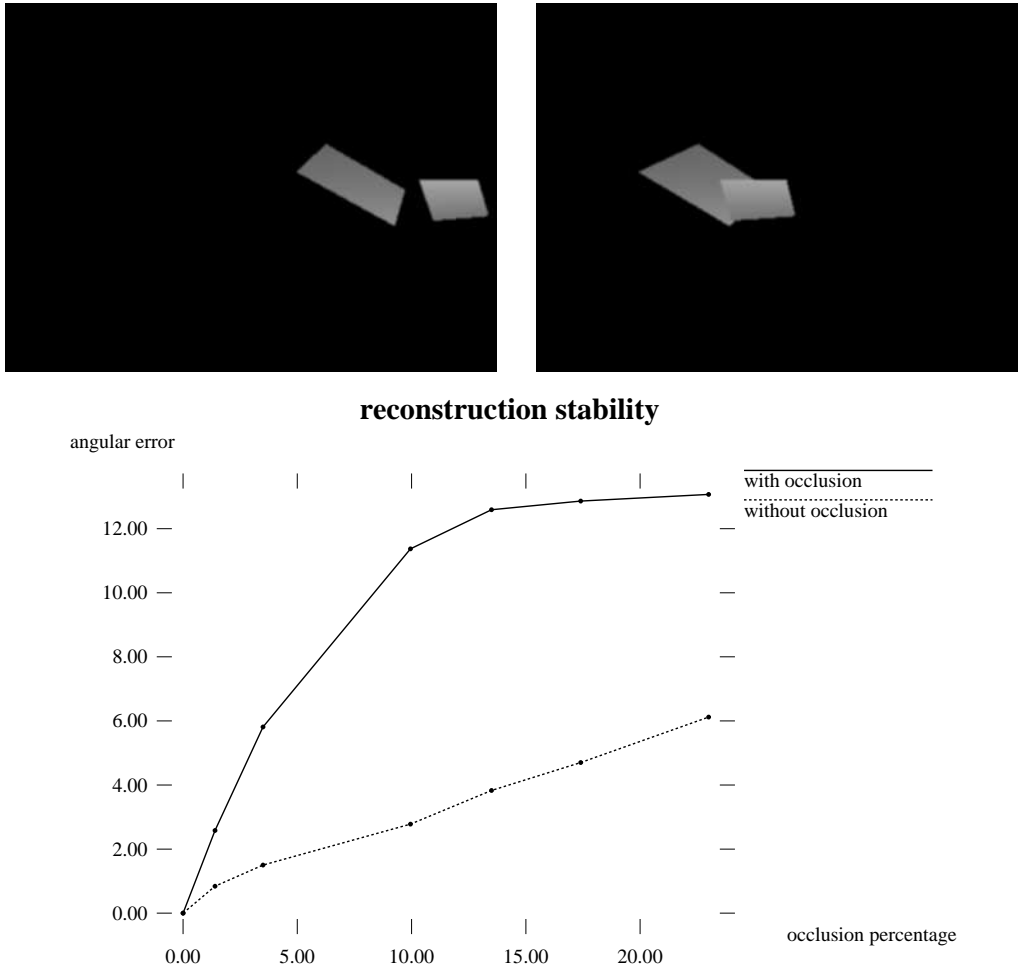 reconstruction stability
angular error
with occlusion
without occlusion
12.00
10.00
8.00
6.00
4.00
2.00
0.00
0.00 5.00 10.00 15.00 20.00
occlusion percentage